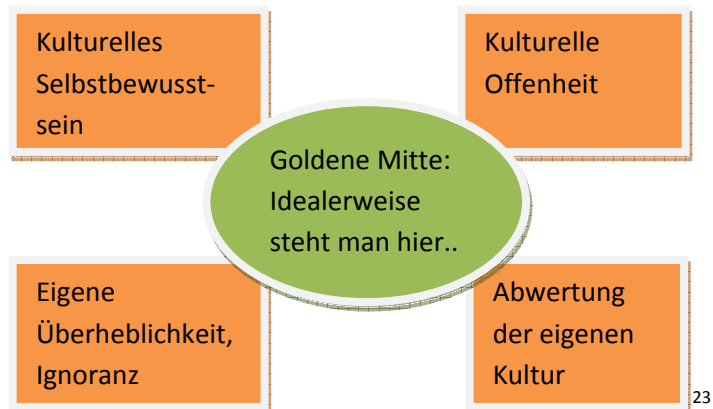 Kulturelles
Selbstbewusst-
sein
Kulturelle
Offenheit
Goldene Mitte:
Idealerweise
steht man hier..
Eigene
Überheblichkeit,
Ignoranz
Abwertung
der eigenen
Kultur
23